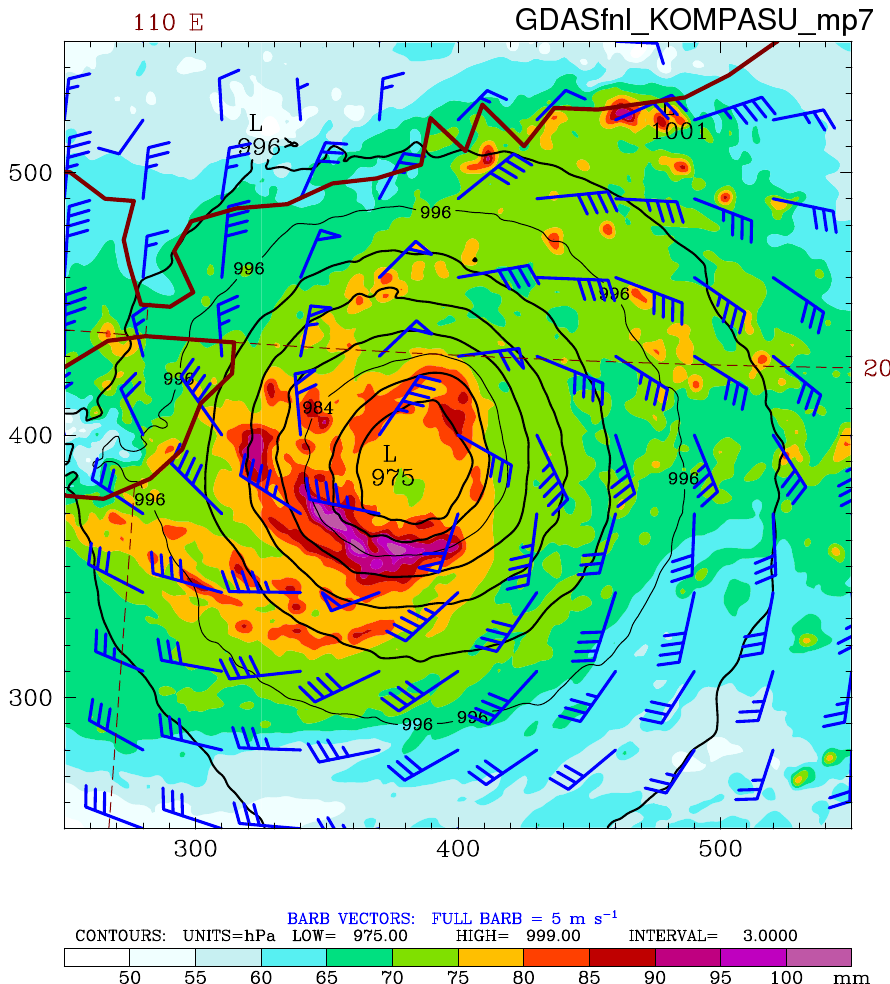 GDASfnl_KOMPASU_mp7
110 E
L
996
L
1001
500
996
996
996
20
996
984
400
L
975
996
996
300
996
996
300 400 500
BARB VECTORS: FULL BARB = 5 m s⁻¹
CONTOURS: UNITS=hPa LOW= 975.00 HIGH= 999.00 INTERVAL= 3.0000
50 55 60 65 70 75 80 85 90 95 100 mm